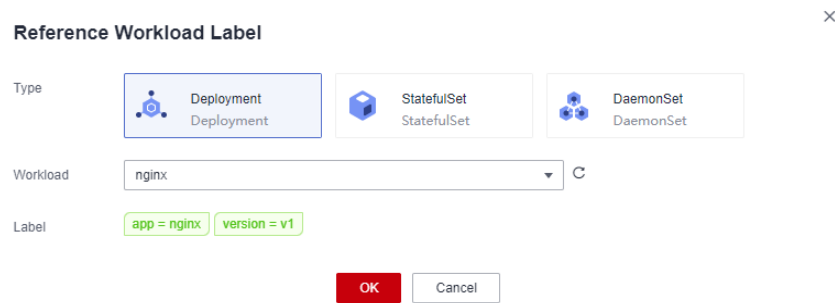 Reference Workload Label
Type
Deployment
Deployment
StatefulSet
StatefulSet
DaemonSet
DaemonSet
Workload
nginx
Label
app = nginx
version = v1
OK
Cancel